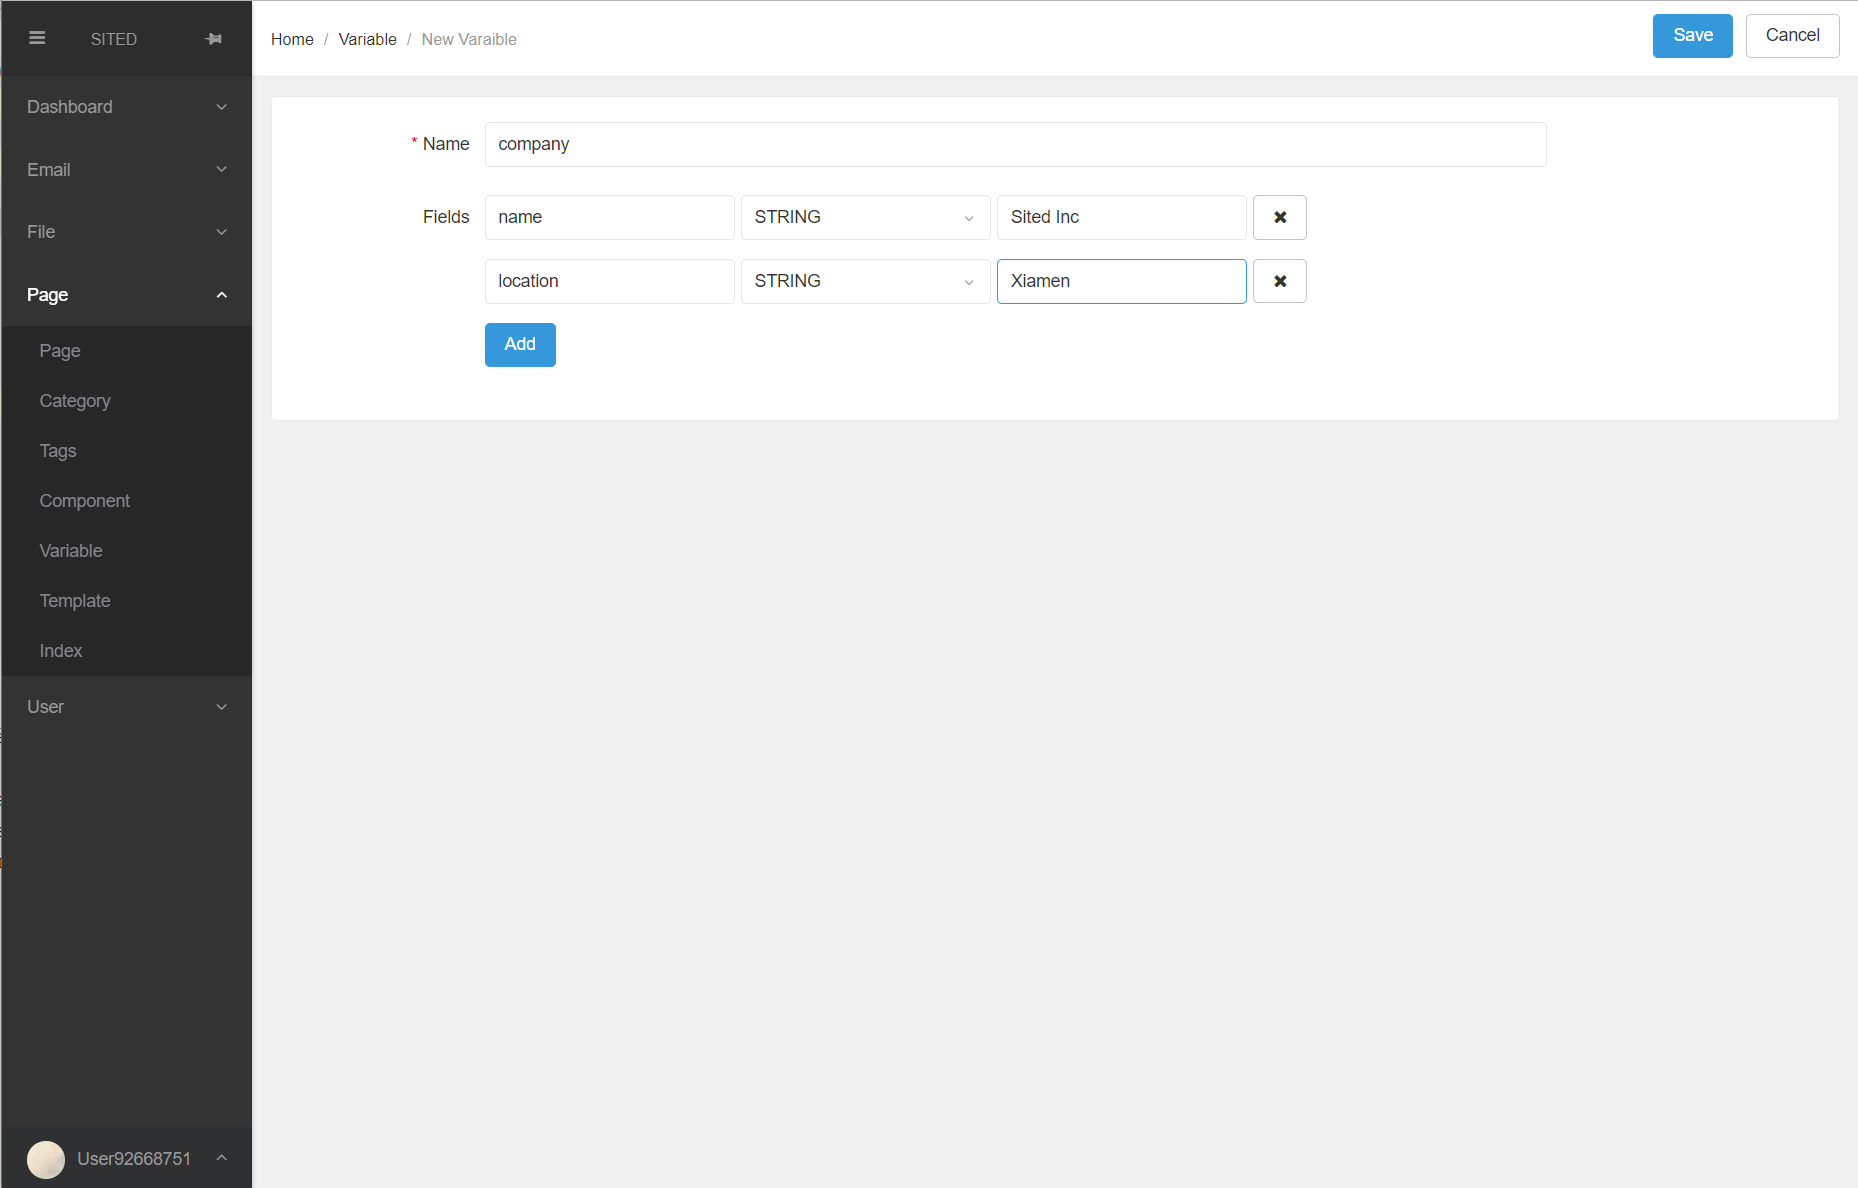 SITED
Home / Variable / New Varaible
Save
Cancel
Dashboard
Email
File
Page
Page
Category
Tags
Component
Variable
Template
Index
User
User92668751
* Name company
Fields name STRING Sited Inc
location STRING Xiamen
Add